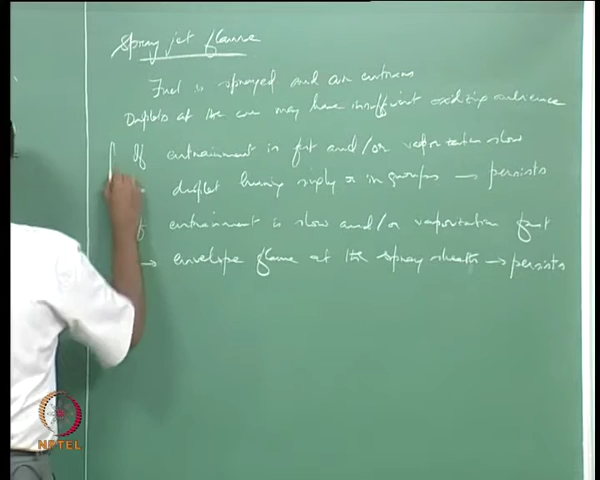 Spray jet flame
Fuel is sprayed and air entrains
Droplets at the core may have insufficient oxidizing ambience
If entrainment is fast and/or vaporization slow
droplet burning singly or in groups → persists
If entrainment is slow and/or vaporization fast
→ envelope flame at the spray sheath → persists
NPTEL